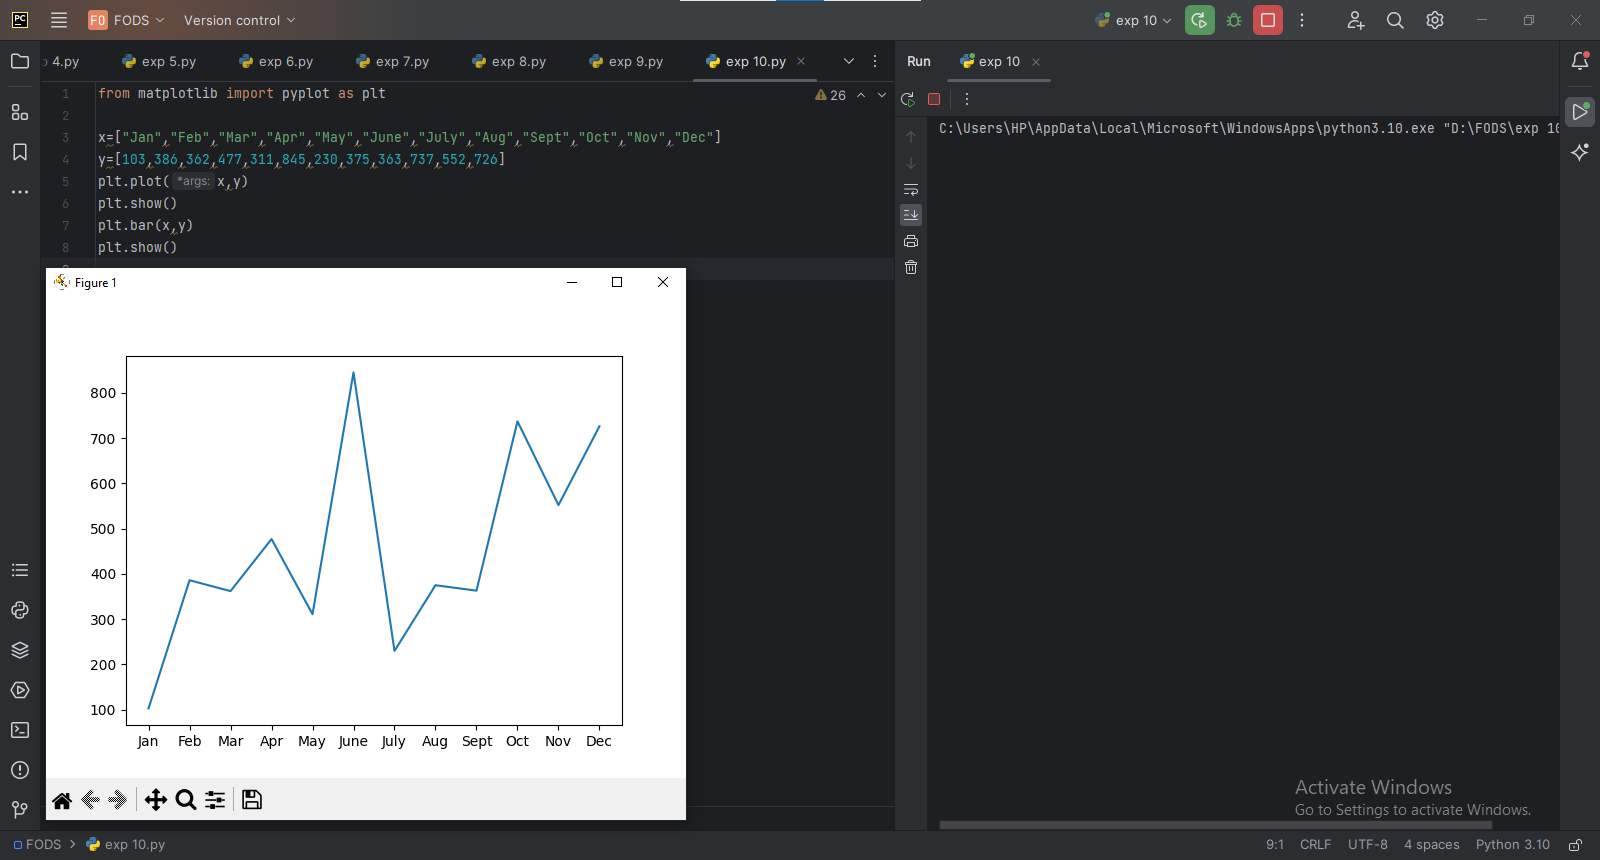 PC
FO FODS Version control
exp 10
4.py exp 5.py exp 6.py exp 7.py exp 8.py exp 9.py exp 10.py
Run exp 10
26
1 from matplotlib import pyplot as plt
2
3 x=["Jan","Feb","Mar","Apr","May","June","July","Aug","Sept","Oct","Nov","Dec"]
4 y=[103,386,362,477,311,845,230,375,363,737,552,726]
5 plt.plot( *args: x,y)
6 plt.show()
7 plt.bar(x,y)
8 plt.show()
C:\Users\HP\AppData\Local\Microsoft\WindowsApps\python3.10.exe "D:\FODS\exp 10
Figure 1
800
700
600
500
400
300
200
100
Jan Feb Mar Apr May June July Aug Sept Oct Nov Dec
Activate Windows
Go to Settings to activate Windows.
FODS > exp 10.py
9:1 CRLF UTF-8 4 spaces Python 3.10